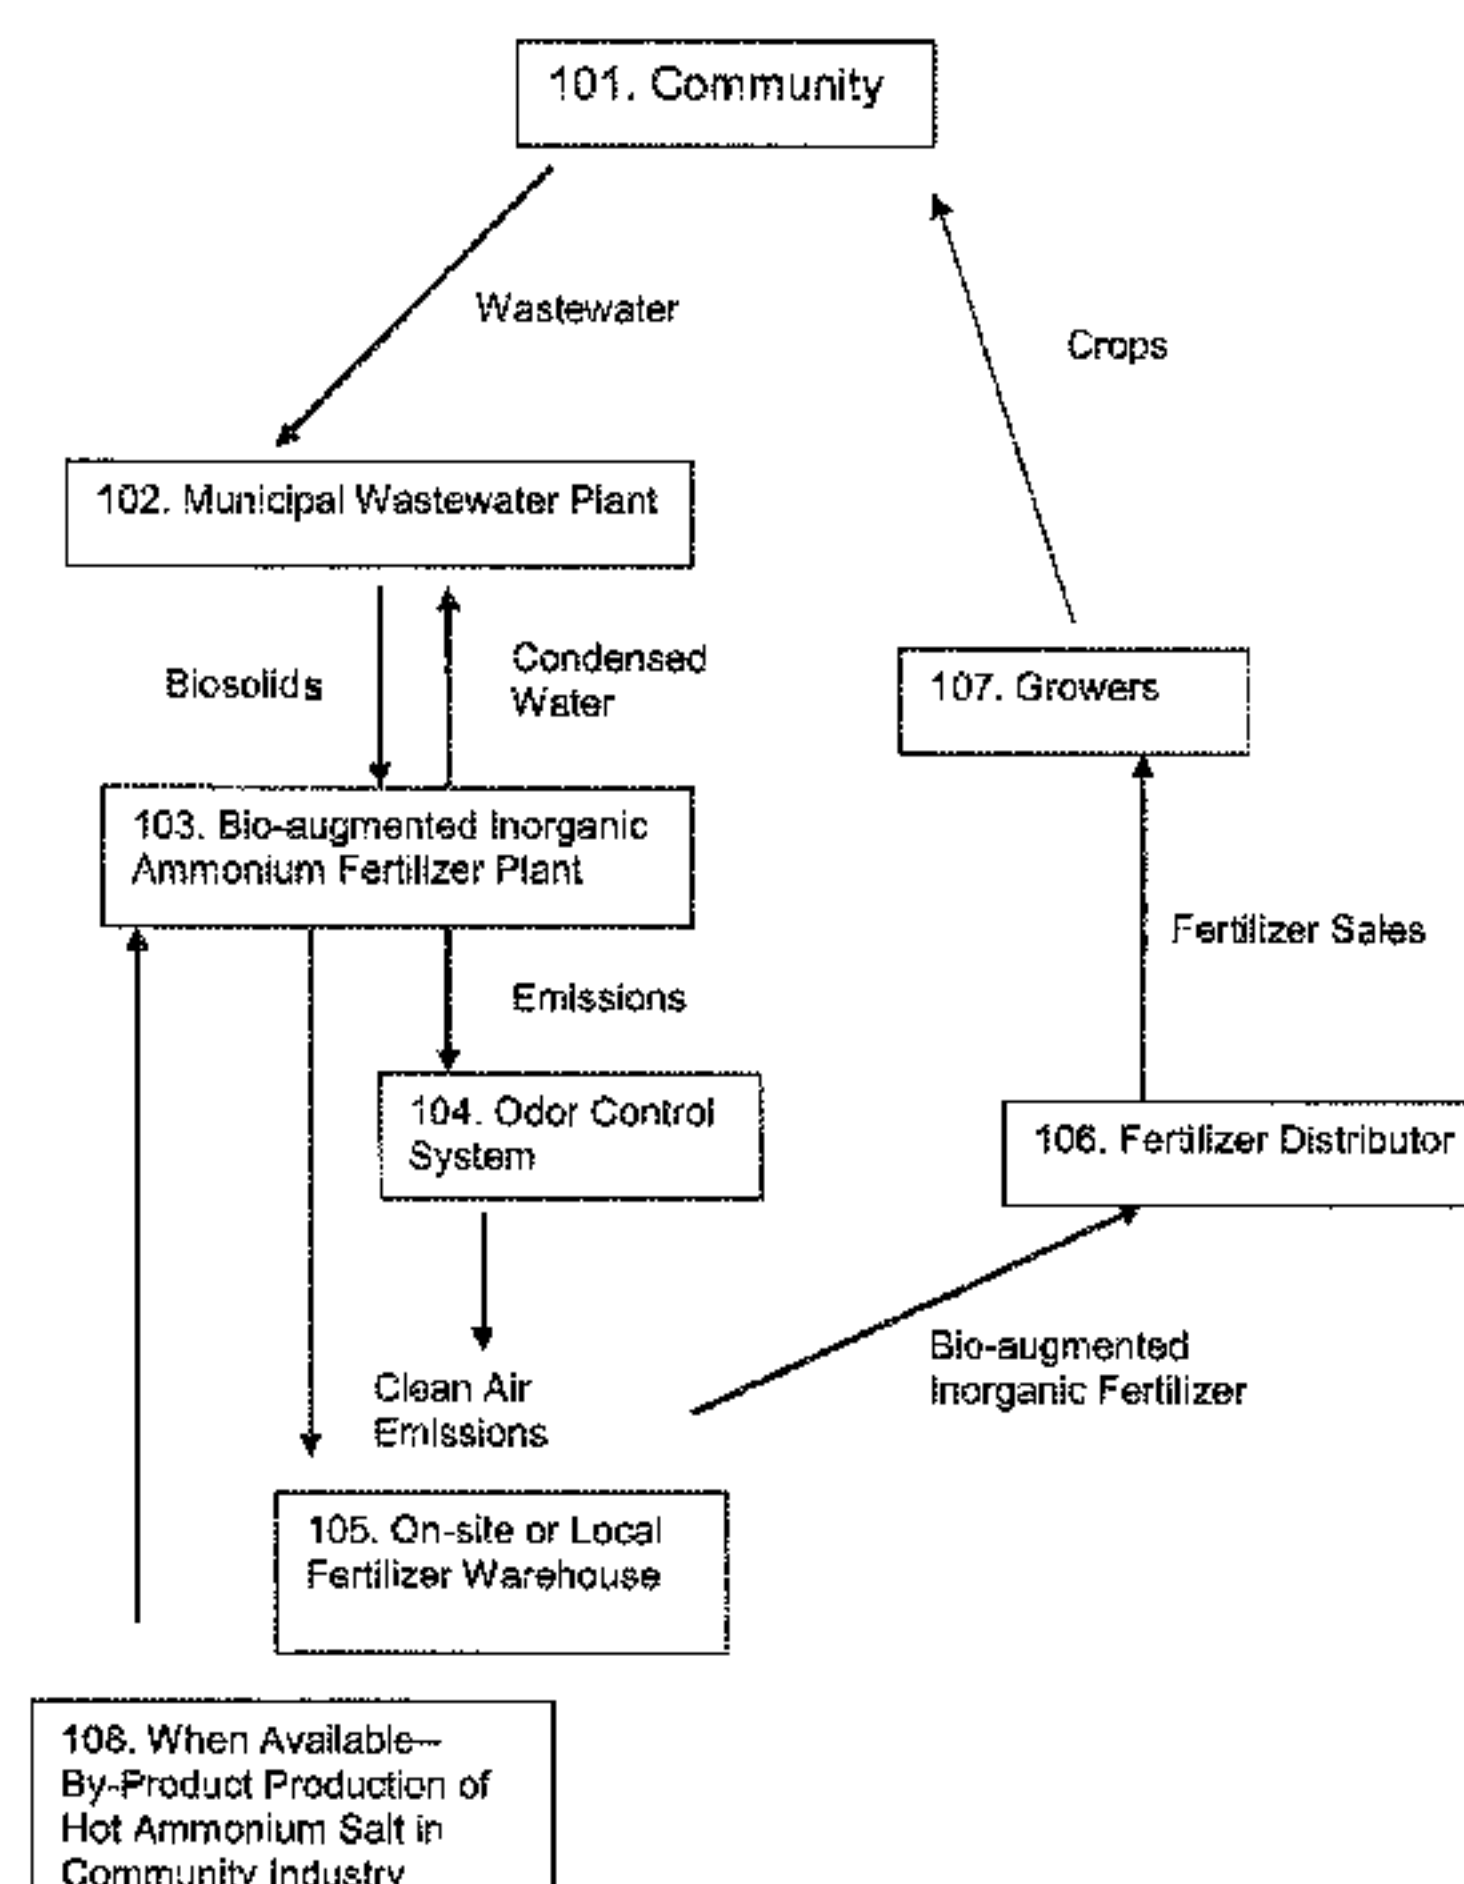 101. Community
Wastewater
Crops
102. Municipal Wastewater Plant
Biosolids
Condensed
Water
107. Growers
103. Bio-augmented Inorganic
Ammonium Fertilizer Plant
Fertilizer Sales
Emissions
104. Odor Control
System
106. Fertilizer Distributor
Bio-augmented
Inorganic Fertilizer
Clean Air
Emissions
105. On-site or Local
Fertilizer Warehouse
108. When Available--
By-Product Production of
Hot Ammonium Salt in
Community Industry